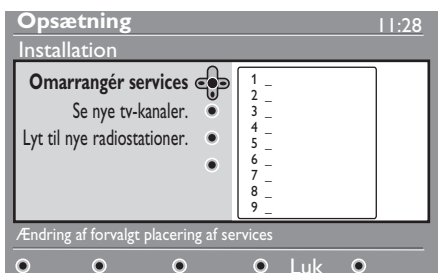 Opsætning 11:28
Installation
Omarrangér services
Se nye tv-kanaler.
Lyt til nye radiostationer.
1 _
2 _
3 _
4 _
5 _
6 _
7 _
8 _
9 _
Ændring af forvalgt placering af services
Luk